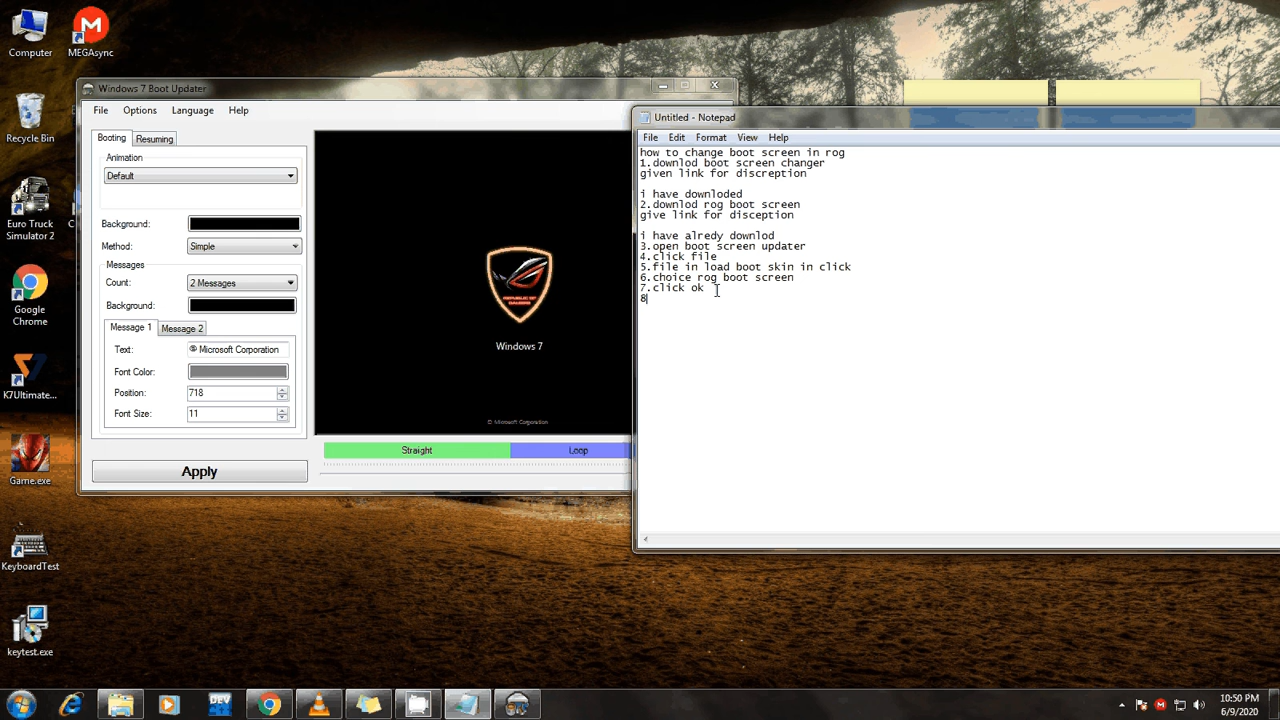 Computer
MEGAsync
Recycle Bin
Euro Truck
Simulator 2
Google
Chrome
K7Ultimate...
Game.exe
KeyboardTest
keytest.exe
Windows 7 Boot Updater
File Options Language Help
Booting Resuming
Animation
Default
Background:
Method: Simple
Messages
Count: 2 Messages
Background:
Message 1 Message 2
Text: © Microsoft Corporation
Font Color:
Position: 718
Font Size: 11
Apply
REPUBLIC OF
GAMERS
Windows 7
© Microsoft Corporation
Straight Loop
Untitled - Notepad
File Edit Format View Help
how to change boot screen in rog
1.downlod boot screen changer
given link for discreption
i have downloded
2.downlod rog boot screen
give link for disception
i have alredy downlod
3.open boot screen updater
4.click file
5.file in load boot skin in click
6.choice rog boot screen
7.click ok
8
DEV
10:50 PM
6/9/2020